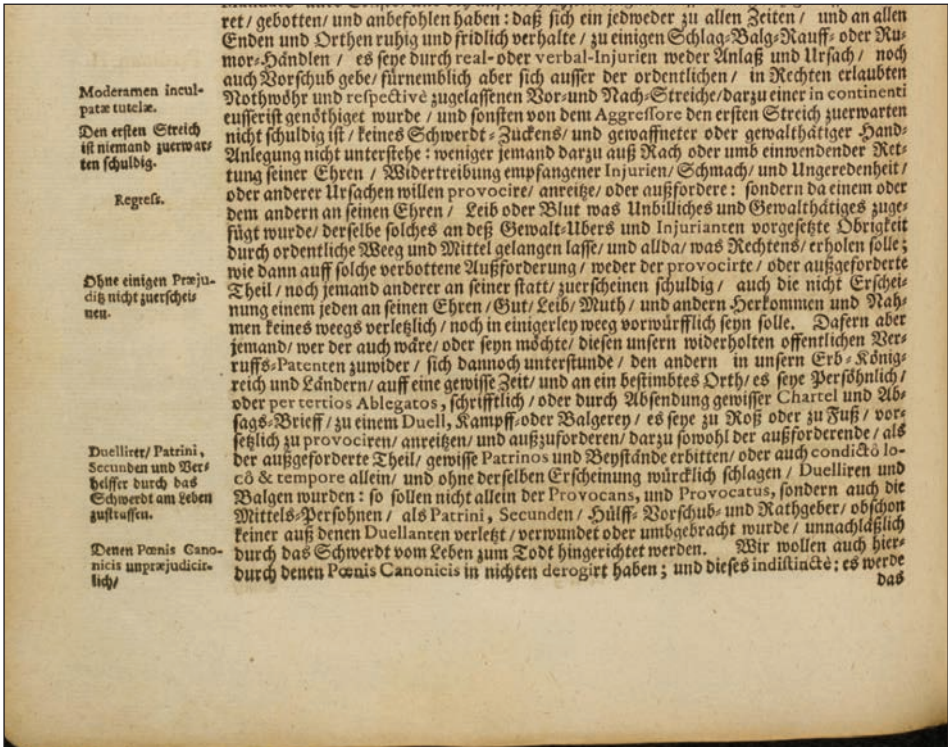 ret / gebotten / und anbefohlen haben : daß sich ein jedweder zu allen Zeiten / und an allen
Enden und Orthen ruhig und fridlich verhalte / zu einigen Schlag-Balg-Rauff- oder Ru-
mor-Händlen / es seye durch real- oder verbal-Injurien weder Anlaß und Ursach / noch
auch Vorschub gebe / fürnemblich aber sich ausser der ordentlichen / in Rechten erlaubten
Moderamen incul-
patæ tutelæ.
Nothwöhr und respectivè zugelassenen Vor-und Nach-Streiche/darzu einer in continenti
eusserist genöthiget wurde / und sonsten von dem Aggressore den ersten Streich zuerwarten
Den ersten Streich
ist niemand zuerwar-
ten schuldig.
nicht schuldig ist / keines Schwerdt-Zuckens/ und gewaffneter oder gewalthätiger Hand-
Anlegung nicht unterstehe : weniger jemand darzu auß Rach oder umb einwendender Ret-
tung seiner Ehren / Widertreibung empfangener Injurien/ Schmach/ und Ungeredenheit /
Regress.
oder anderer Ursachen willen provocire/ anreitze/ oder außfordere : sondern da einem oder
dem andern an seinen Ehren / Leib oder Blut was Unbilliches und Gewalthätiges zuge-
fügt wurde/ derselbe solches an deß Gewalt-Ubers und Injurianten vorgesetzte Obrigkeit
durch ordentliche Weeg und Mittel gelangen lasse/ und allda/ was Rechtens/ erholen solle ;
Ohne einigen Præju-
ditz nicht zuerschei-
nen.
wie dann auff solche verbottene Außforderung / weder der provocirte / oder außgeforderte
Theil / noch jemand anderer an seiner statt/ zuerscheinen schuldig / auch die nicht Erschei-
nung einem jeden an seinen Ehren /Gut/ Leib/ Muth / und andern Herkommen und Nah-
men keines weegs verletzlich / noch in einigerley weeg vorwürfflich seyn solle. Dafern aber
jemand/ wer der auch wäre/ oder seyn möchte/ diesen unsern widerholten offentlichen Ver-
ruffs-Patenten zuwider / sich dannoch unterstunde / den andern in unsern Erb-König-
reich und Ländern/ auff eine gewisse Zeit/ und an ein bestimbtes Orth/ es seye Persöhnlich /
oder per tertios Ablegatos, schrifftlich / oder durch Absendung gewisser Chartel und Ab-
sags-Brieff / zu einem Duell, Kampff-oder Balgerey / es seye zu Roß oder zu Fuß / vor-
setzlich zu provociren/ anreitzen/ und außzuforderen/ darzu sowohl der außforderende / als
Duellirer/ Patrini,
Secunden und Ver-
helffer durch das
Schwerdt am Leben
zustraffen.
der außgeforderte Theil/ gewisse Patrinos und Beystände erbitten/ oder auch condictô lo-
cô & tempore allein/ und ohne derselben Erscheinung würcklich schlagen / Duelliren und
Balgen wurden : so sollen nicht allein der Provocans, und Provocatus, sondern auch die
Mittels-Persohnen / als Patrini, Secunden / Hülff- Vorschub- und Rathgeber/ obschon
keiner auß denen Duellanten verletzt / verwundet oder umbgebracht wurde / unnachläßlich
Denen Pœnis Cano-
nicis unpræjudicir-
lich/
durch das Schwerdt vom Leben zum Todt hingerichtet werden. Wir wollen auch hier-
durch denen Pœnis Canonicis in nichten derogirt haben ; und dieses indistinctè ; es werde
das